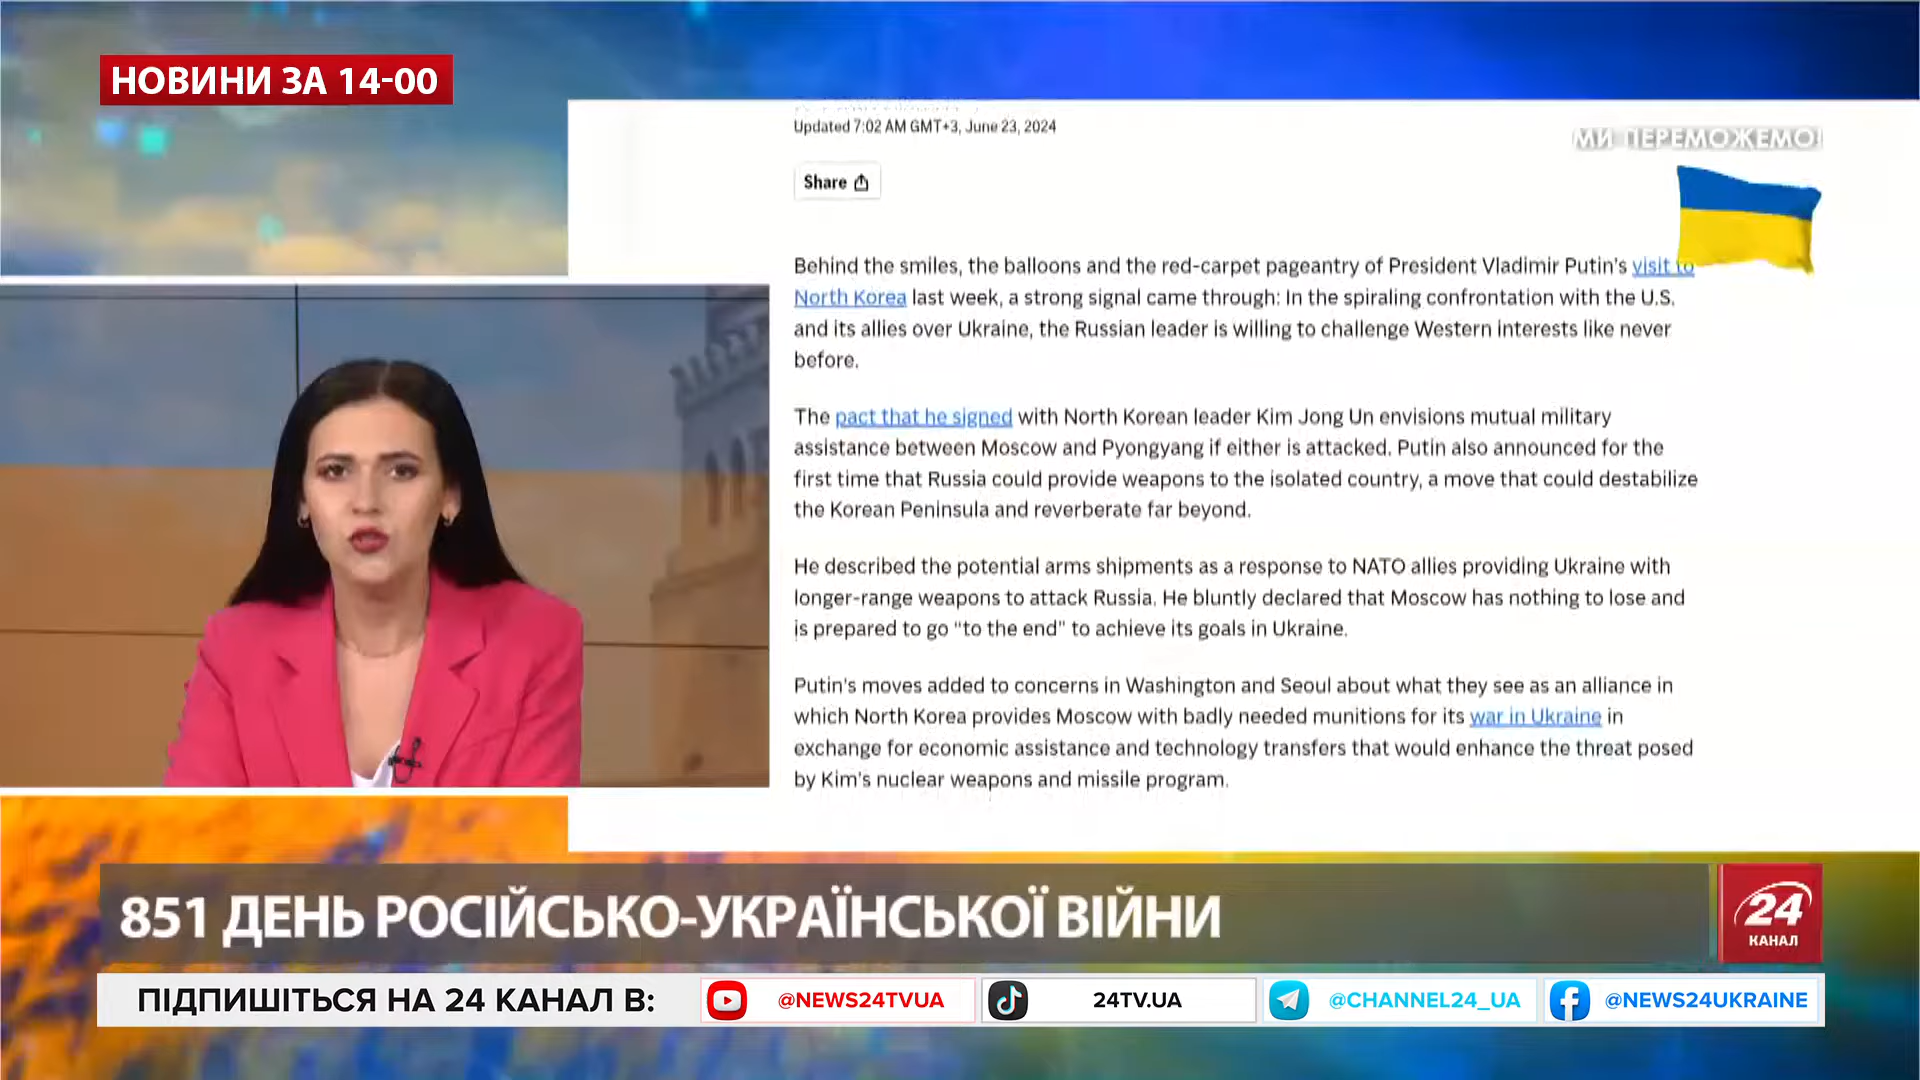 НОВИНИ ЗА 14-00
Updated 7:02 AM GMT+3, June 23, 2024
МИ ПЕРЕМОЖЕМО!
Share
Behind the smiles, the balloons and the red-carpet pageantry of President Vladimir Putin's visit to
North Korea last week, a strong signal came through: In the spiraling confrontation with the U.S.
and its allies over Ukraine, the Russian leader is willing to challenge Western interests like never
before.
The pact that he signed with North Korean leader Kim Jong Un envisions mutual military
assistance between Moscow and Pyongyang if either is attacked. Putin also announced for the
first time that Russia could provide weapons to the isolated country, a move that could destabilize
the Korean Peninsula and reverberate far beyond.
He described the potential arms shipments as a response to NATO allies providing Ukraine with
longer-range weapons to attack Russia. He bluntly declared that Moscow has nothing to lose and
is prepared to go “to the end” to achieve its goals in Ukraine.
Putin's moves added to concerns in Washington and Seoul about what they see as an alliance in
which North Korea provides Moscow with badly needed munitions for its war in Ukraine in
exchange for economic assistance and technology transfers that would enhance the threat posed
by Kim's nuclear weapons and missile program.
851 ДЕНЬ РОСІЙСЬКО-УКРАЇНСЬКОЇ ВІЙНИ
24
КАНАЛ
ПІДПИШІТЬСЯ НА 24 КАНАЛ В: @NEWS24TVUA 24TV.UA @CHANNEL24_UA @NEWS24UKRAINE